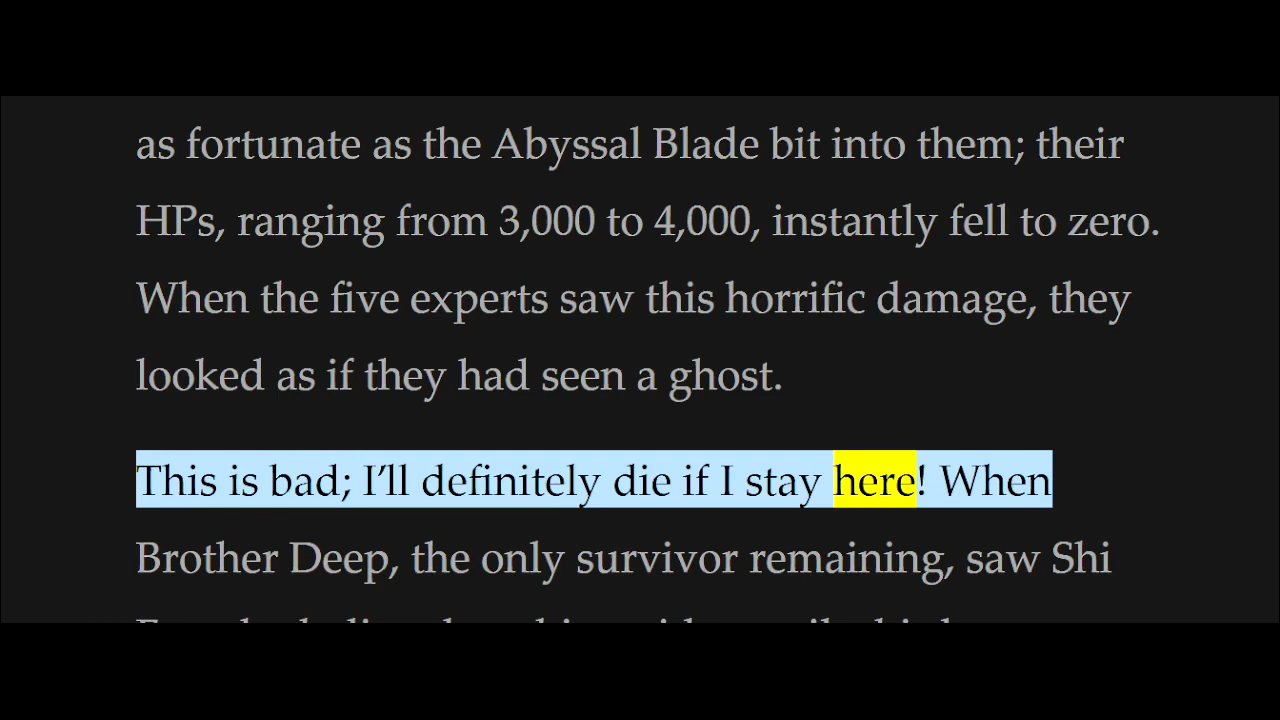 as fortunate as the Abyssal Blade bit into them; their
HPs, ranging from 3,000 to 4,000, instantly fell to zero.
When the five experts saw this horrific damage, they
looked as if they had seen a ghost.
This is bad; I’ll definitely die if I stay here! When
Brother Deep, the only survivor remaining, saw Shi